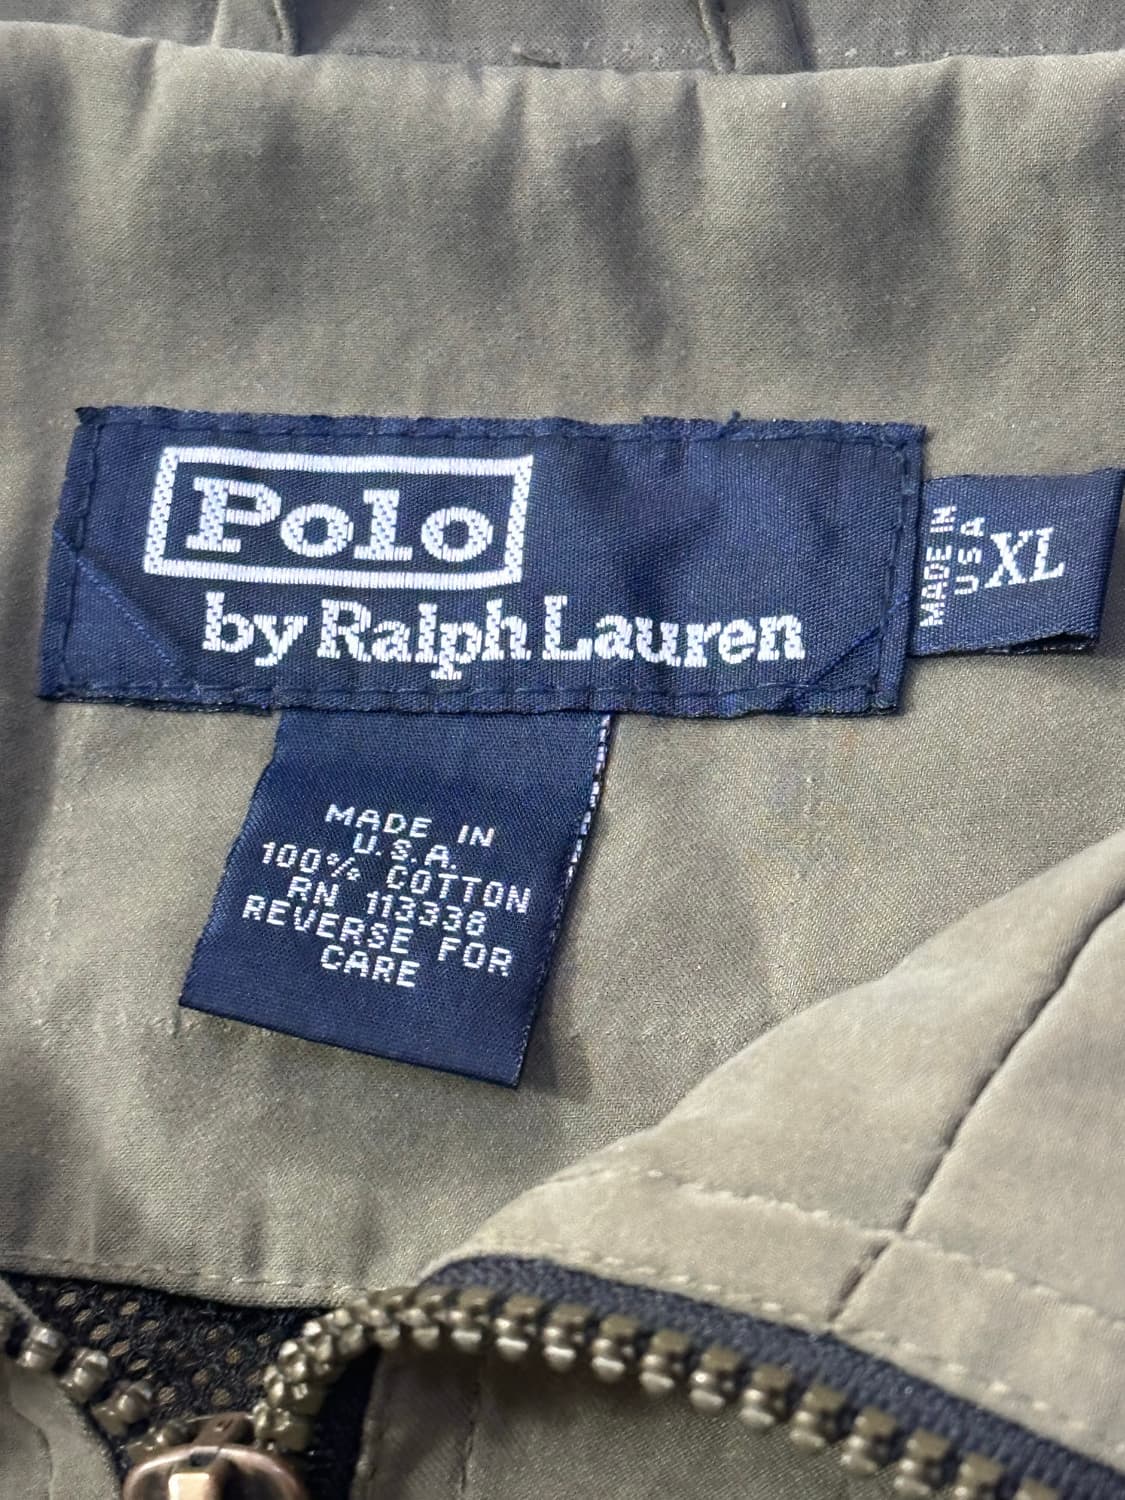 Polo
by Ralph Lauren
MADE IN
USA
XL
MADE IN
U.S.A.
100% COTTON
RN 113338
REVERSE FOR
CARE